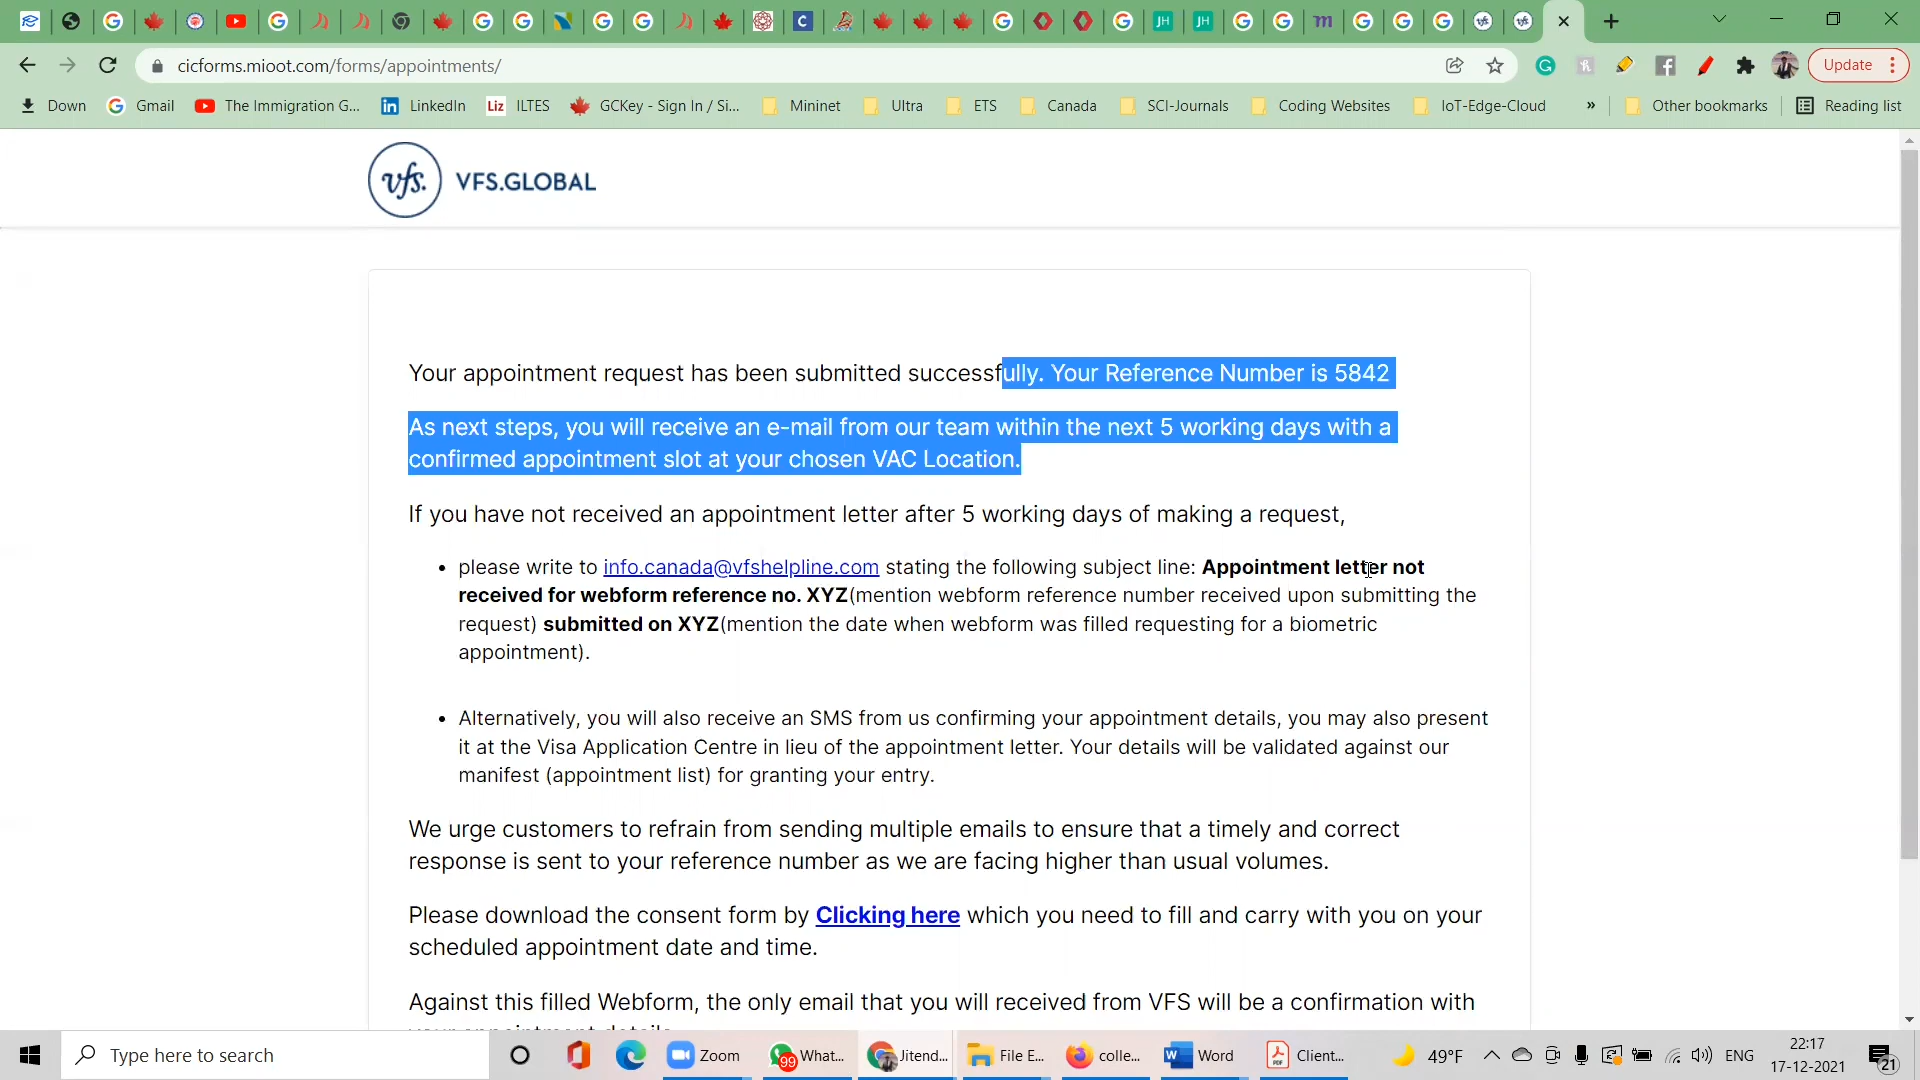 cicforms.mioot.com/forms/appointments/
Update
Down
Gmail
The Immigration G...
LinkedIn
Liz ILTES
GCKey - Sign In / Si...
Mininet
Ultra
ETS
Canada
SCI-Journals
Coding Websites
IoT-Edge-Cloud
»
Other bookmarks
Reading list
vfs. VFS.GLOBAL
Your appointment request has been submitted successfully. Your Reference Number is 5842
As next steps, you will receive an e-mail from our team within the next 5 working days with a
confirmed appointment slot at your chosen VAC Location.
If you have not received an appointment letter after 5 working days of making a request,
• please write to info.canada@vfshelpline.com stating the following subject line: Appointment letter not
received for webform reference no. XYZ(mention webform reference number received upon submitting the
request) submitted on XYZ(mention the date when webform was filled requesting for a biometric
appointment).
• Alternatively, you will also receive an SMS from us confirming your appointment details, you may also present
it at the Visa Application Centre in lieu of the appointment letter. Your details will be validated against our
manifest (appointment list) for granting your entry.
We urge customers to refrain from sending multiple emails to ensure that a timely and correct
response is sent to your reference number as we are facing higher than usual volumes.
Please download the consent form by Clicking here which you need to fill and carry with you on your
scheduled appointment date and time.
Against this filled Webform, the only email that you will received from VFS will be a confirmation with
your appointment details
Type here to search
Zoom
99 What...
Jitend...
File E...
colle...
Word
Client...
49°F
ENG
22:17
17-12-2021
21